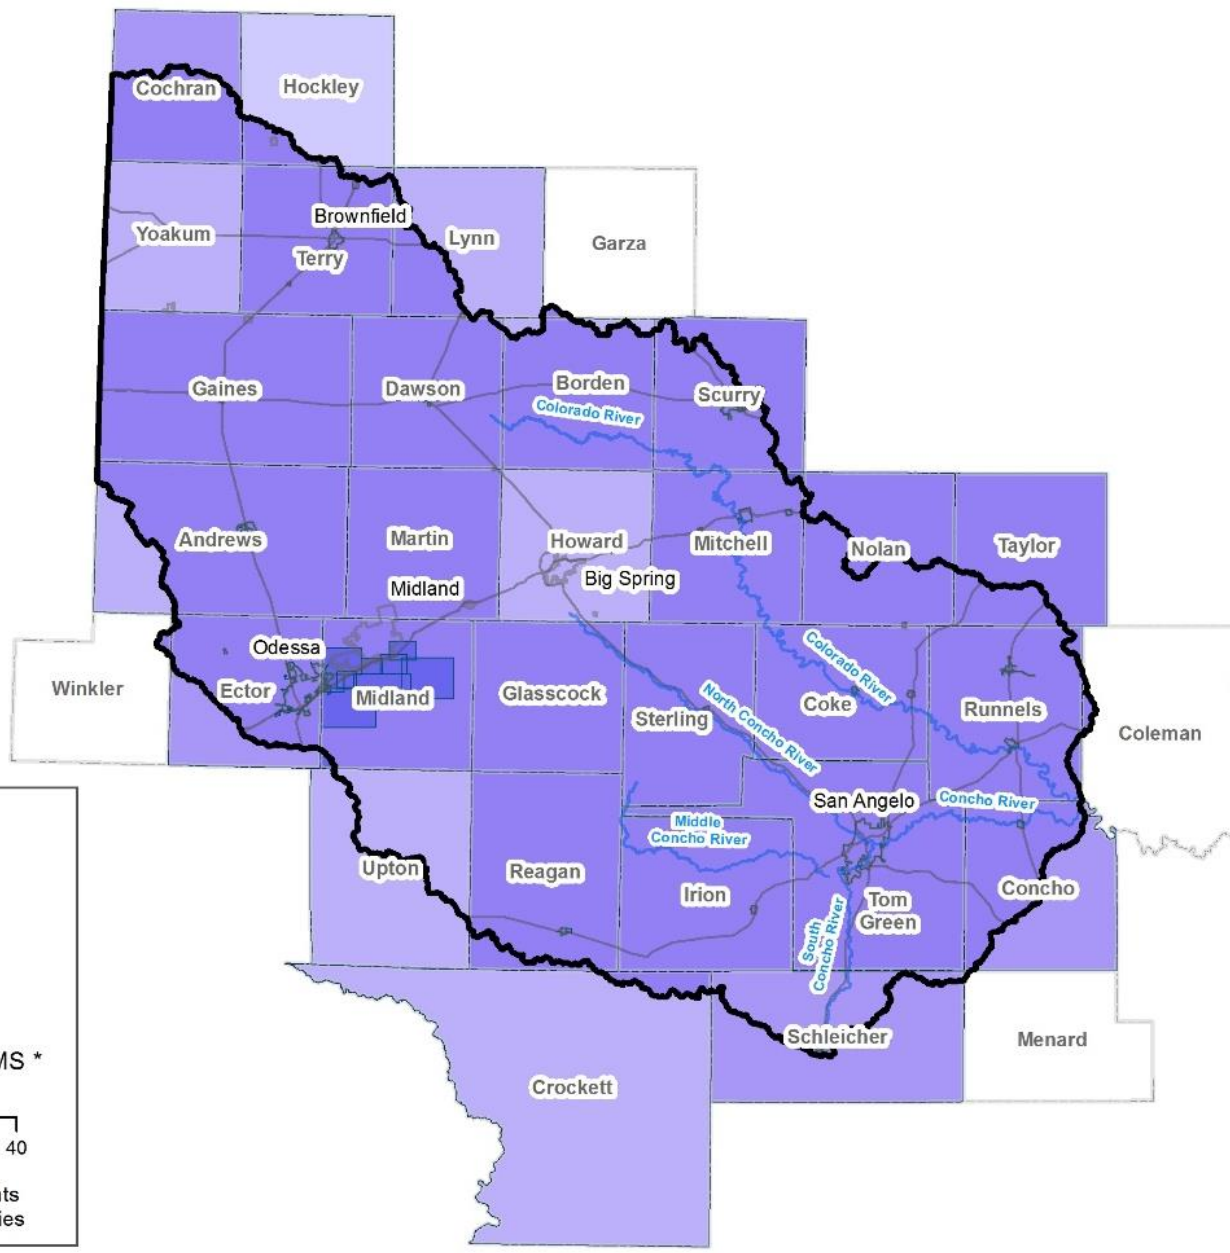 Cochran
Hockley
Brownfield
Yoakum
Lynn
Garza
Terry
Gaines
Dawson
Borden
Scurry
Colorado River
Andrews
Martin
Howard
Mitchell
Nolan
Taylor
Midland
Big Spring
Odessa
Winkler
Ector
Midland
Glasscock
Sterling
North Concho River
Coke
Colorado River
Runnels
Coleman
San Angelo
Concho River
Middle
Concho River
Upton
Reagan
Irion
Tom
Green
Concho
South
Concho River
Schleicher
Menard
Crockett
MS *
40
nts
ies